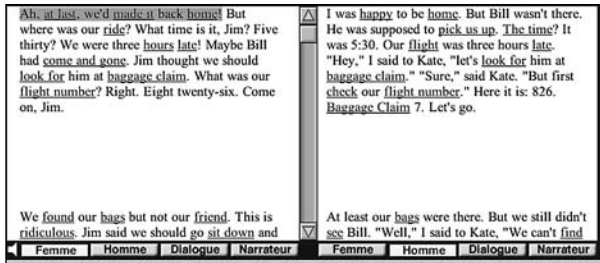 Ah, at last, we'd made it back home! But
where was our ride? What time is it, Jim? Five
thirty? We were three hours late! Maybe Bill
had come and gone. Jim thought we should
look for him at baggage claim. What was our
flight number? Right. Eight twenty-six. Come
on, Jim.
We found our bags but not our friend. This is
ridiculous. Jim said we should go sit down and
Femme Homme Dialogue Narrateur
I was happy to be home. But Bill wasn't there.
He was supposed to pick us up. The time? It
was 5:30. Our flight was three hours late.
"Hey," I said to Kate, "let's look for him at
baggage claim." "Sure," said Kate. "But first
check our flight number." Here it is: 826.
Baggage Claim 7. Let's go.
At least our bags were there. But we still didn't
see Bill. "Well," I said to Kate, "We can't find
Femme Homme Dialogue Narrateur